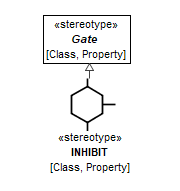 «stereotype»
Gate
[Class, Property]
«stereotype»
INHIBIT
[Class, Property]